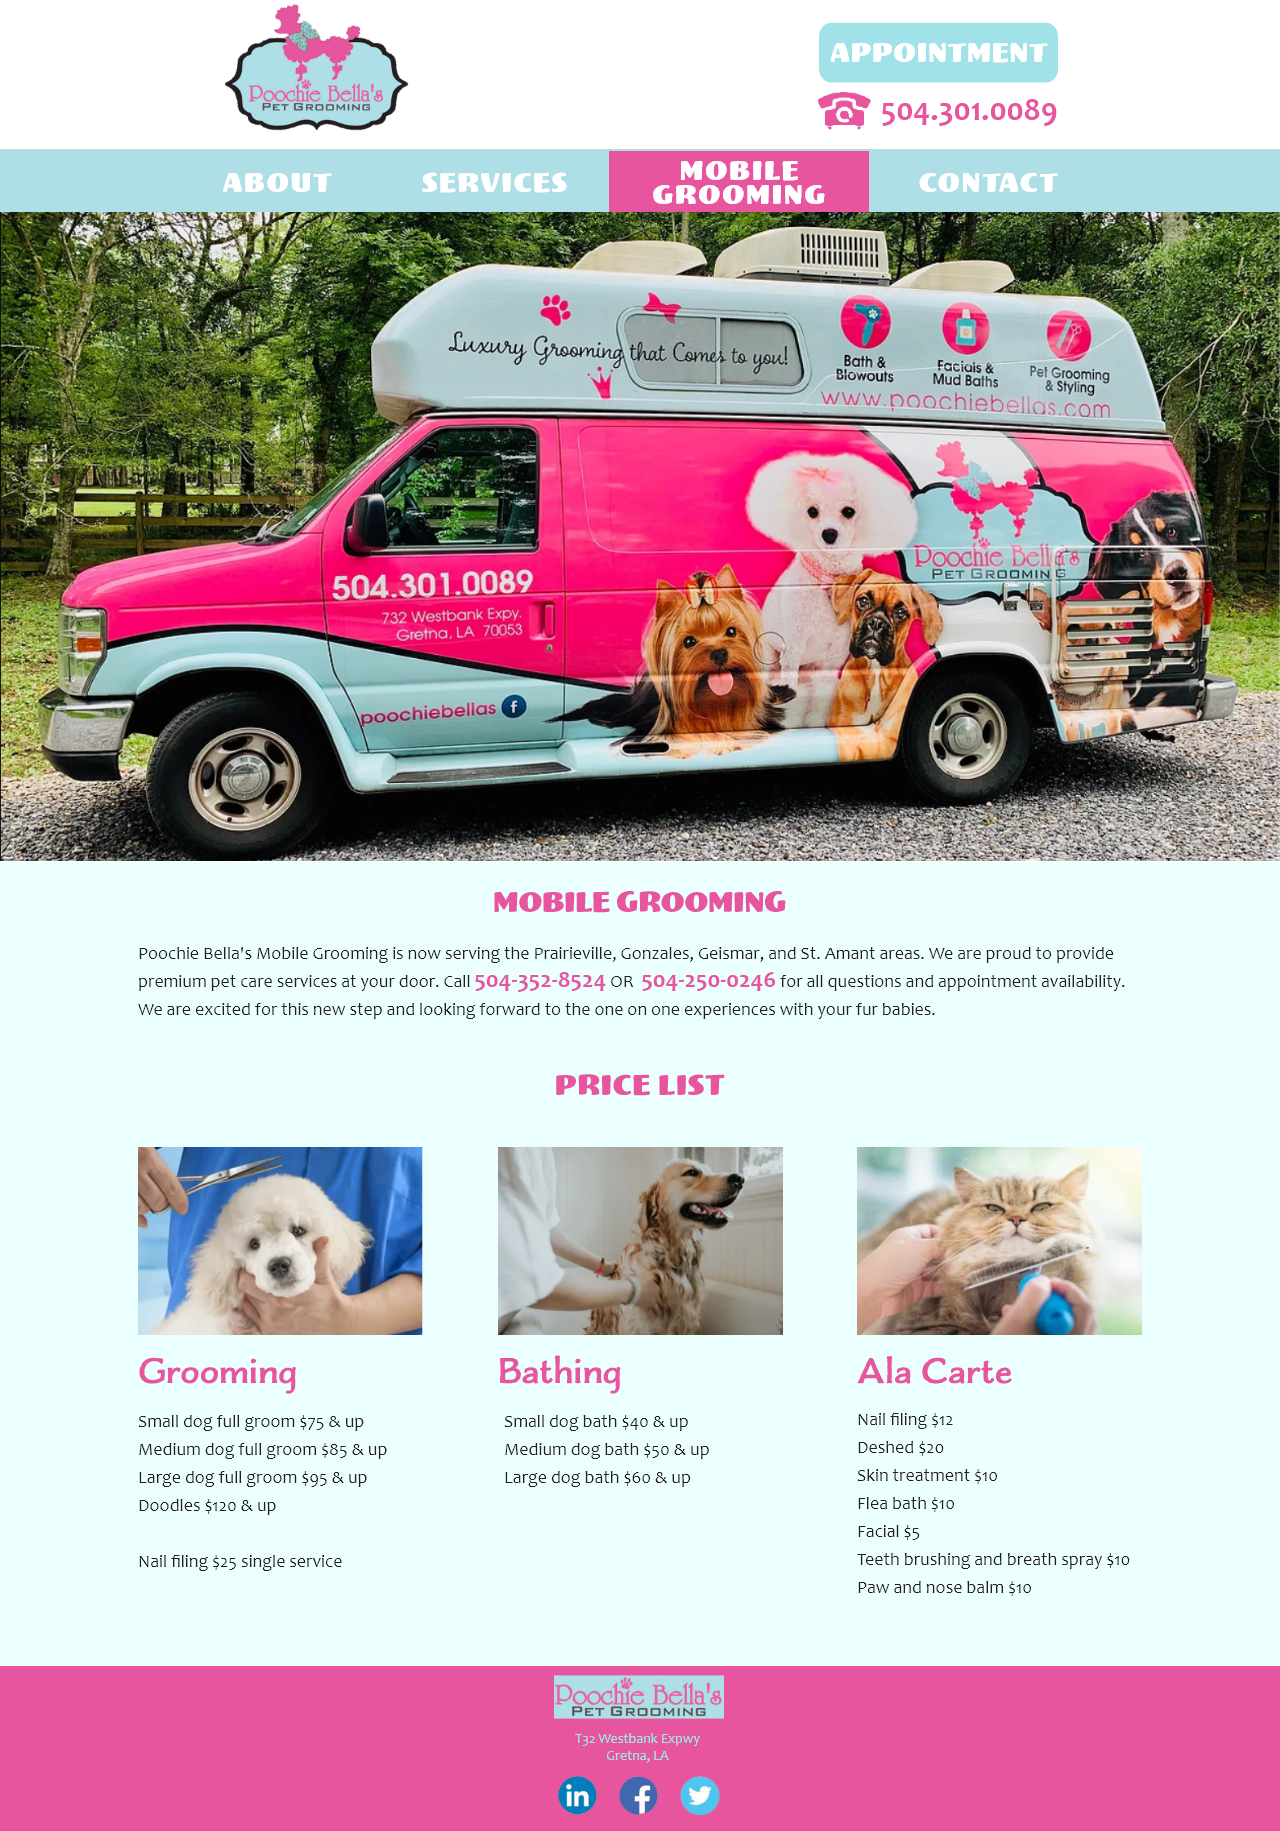 Poochie Bella's
PET GROOMING
APPOINTMENT
504.301.0089
ABOUT
SERVICES
MOBILE
GROOMING
CONTACT
Luxury Grooming that Comes to you!
Bath &
Blowouts
Facials &
Mud Baths
Pet Grooming
& Styling
www.poochiebellas.com
Poochie Bella's
PET GROOMING
504.301.0089
732 Westbank Expy.
Gretna, LA 70053
poochiebellas f
MOBILE GROOMING
Poochie Bella's Mobile Grooming is now serving the Prairieville, Gonzales, Geismar, and St. Amant areas. We are proud to provide
premium pet care services at your door. Call 504-352-8524 OR 504-250-0246 for all questions and appointment availability.
We are excited for this new step and looking forward to the one on one experiences with your fur babies.
PRICE LIST
Grooming
Small dog full groom $75 & up
Medium dog full groom $85 & up
Large dog full groom $95 & up
Doodles $120 & up
Nail filing $25 single service
Bathing
Small dog bath $40 & up
Medium dog bath $50 & up
Large dog bath $60 & up
Ala Carte
Nail filing $12
Deshed $20
Skin treatment $10
Flea bath $10
Facial $5
Teeth brushing and breath spray $10
Paw and nose balm $10
Poochie Bella's
PET GROOMING
T32 Westbank Expwy
Gretna, LA
in f